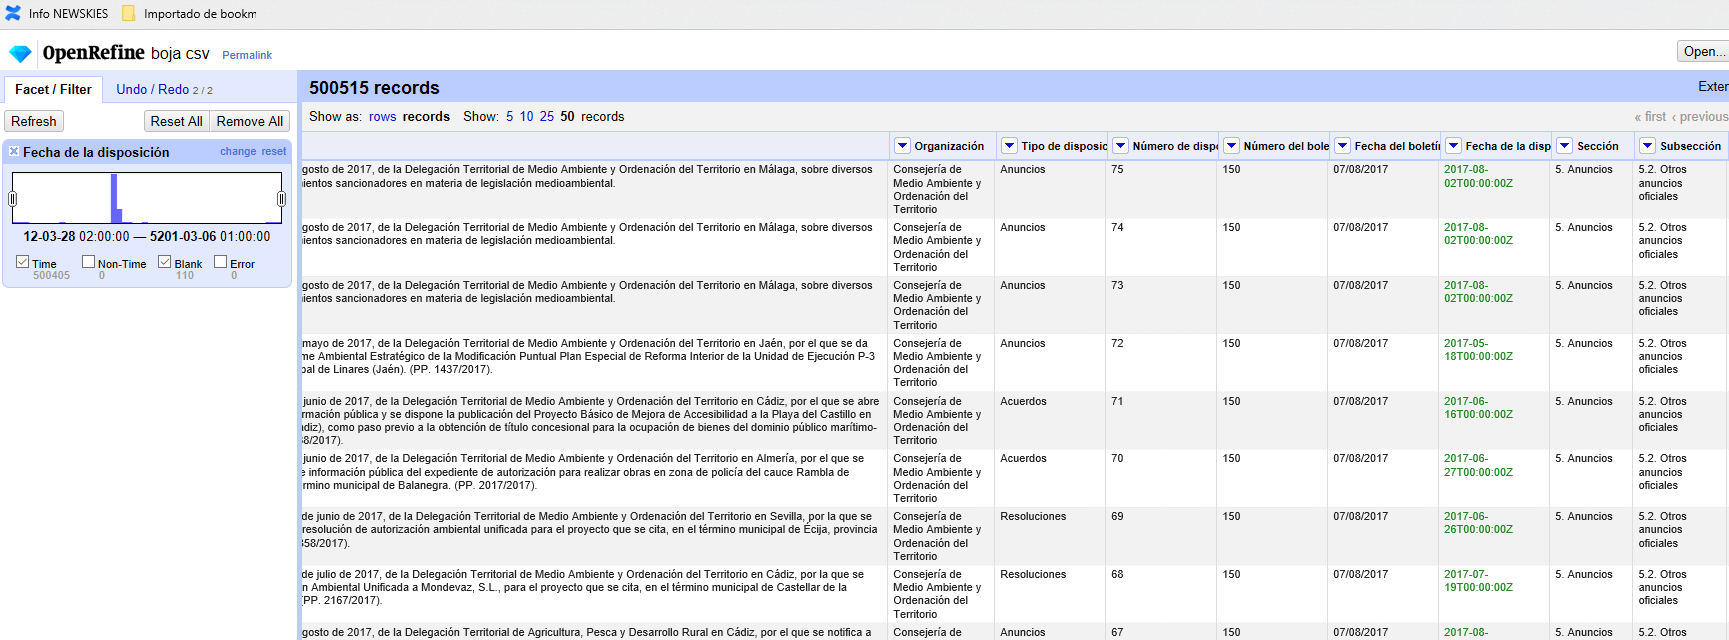 Info NEWSKIES Importado de bookm
OpenRefine boja csv Permalink
Open...
Facet / Filter Undo / Redo 2 / 2
500515 records
Exter
Refresh Reset All Remove All
Show as: rows records Show: 5 10 25 50 records
« first ‹ previous
Fecha de la disposición change reset
12-03-28 02:00:00 — 5201-03-06 01:00:00
Time Non-Time Blank Error
500405 0 110 0
Organización Tipo de disposic Número de dispo Número del bole Fecha del boletí Fecha de la disp Sección Subsección
gosto de 2017, de la Delegación Territorial de Medio Ambiente y Ordenación del Territorio en Málaga, sobre diversos
ientos sancionadores en materia de legislación medioambiental.
Consejería de
Medio Ambiente y
Ordenación del
Territorio
Anuncios
75
150
07/08/2017
2017-08-
02T00:00:00Z
5. Anuncios
5.2. Otros
anuncios
oficiales
gosto de 2017, de la Delegación Territorial de Medio Ambiente y Ordenación del Territorio en Málaga, sobre diversos
ientos sancionadores en materia de legislación medioambiental.
Consejería de
Medio Ambiente y
Ordenación del
Territorio
Anuncios
74
150
07/08/2017
2017-08-
02T00:00:00Z
5. Anuncios
5.2. Otros
anuncios
oficiales
gosto de 2017, de la Delegación Territorial de Medio Ambiente y Ordenación del Territorio en Málaga, sobre diversos
ientos sancionadores en materia de legislación medioambiental.
Consejería de
Medio Ambiente y
Ordenación del
Territorio
Anuncios
73
150
07/08/2017
2017-08-
02T00:00:00Z
5. Anuncios
5.2. Otros
anuncios
oficiales
mayo de 2017, de la Delegación Territorial de Medio Ambiente y Ordenación del Territorio en Jaén, por el que se da
me Ambiental Estratégico de la Modificación Puntual Plan Especial de Reforma Interior de la Unidad de Ejecución P-3
pal de Linares (Jaén). (PP. 1437/2017).
Consejería de
Medio Ambiente y
Ordenación del
Territorio
Anuncios
72
150
07/08/2017
2017-05-
18T00:00:00Z
5. Anuncios
5.2. Otros
anuncios
oficiales
junio de 2017, de la Delegación Territorial de Medio Ambiente y Ordenación del Territorio en Cádiz, por el que se abre
rmación pública y se dispone la publicación del Proyecto Básico de Mejora de Accesibilidad a la Playa del Castillo en
diz), como paso previo a la obtención de título concesional para la ocupación de bienes del dominio público marítimo-
38/2017).
Consejería de
Medio Ambiente y
Ordenación del
Territorio
Acuerdos
71
150
07/08/2017
2017-06-
16T00:00:00Z
5. Anuncios
5.2. Otros
anuncios
oficiales
junio de 2017, de la Delegación Territorial de Medio Ambiente y Ordenación del Territorio en Almería, por el que se
e información pública del expediente de autorización para realizar obras en zona de policía del cauce Rambla de
rmino municipal de Balanegra. (PP. 2017/2017).
Consejería de
Medio Ambiente y
Ordenación del
Territorio
Acuerdos
70
150
07/08/2017
2017-06-
27T00:00:00Z
5. Anuncios
5.2. Otros
anuncios
oficiales
de junio de 2017, de la Delegación Territorial de Medio Ambiente y Ordenación del Territorio en Sevilla, por la que se
resolución de autorización ambiental unificada para el proyecto que se cita, en el término municipal de Écija, provincia
358/2017).
Consejería de
Medio Ambiente y
Ordenación del
Territorio
Resoluciones
69
150
07/08/2017
2017-06-
26T00:00:00Z
5. Anuncios
5.2. Otros
anuncios
oficiales
de julio de 2017, de la Delegación Territorial de Medio Ambiente y Ordenación del Territorio en Cádiz, por la que se
n Ambiental Unificada a Mondevaz, S.L., para el proyecto que se cita, en el término municipal de Castellar de la
(PP. 2167/2017).
Consejería de
Medio Ambiente y
Ordenación del
Territorio
Resoluciones
68
150
07/08/2017
2017-07-
19T00:00:00Z
5. Anuncios
5.2. Otros
anuncios
oficiales
gosto de 2017, de la Delegación Territorial de Agricultura, Pesca y Desarrollo Rural en Cádiz, por el que se notifica a
Consejería de
Anuncios
67
150
07/08/2017
2017-08-
5. Anuncios
5.2. Otros